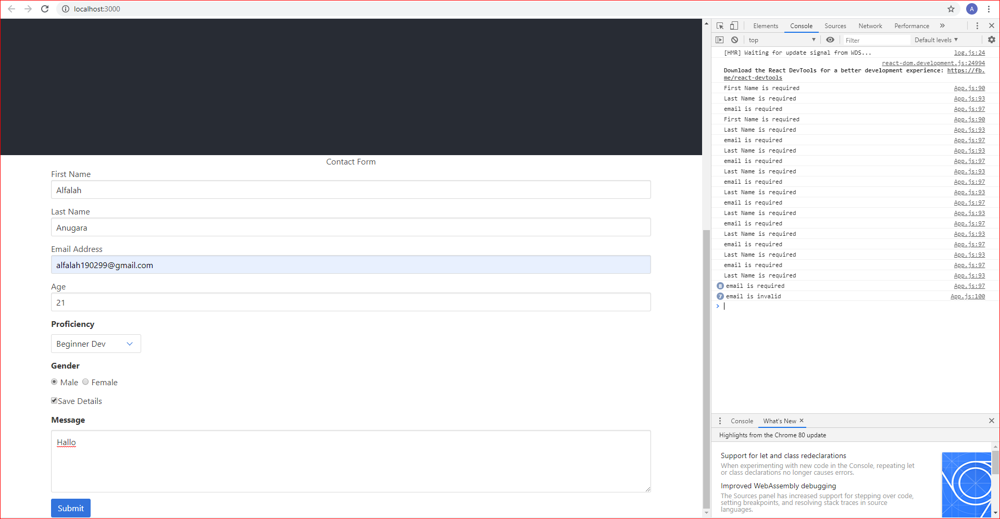 localhost:3000
A
Contact Form
First Name
Alfalah
Last Name
Anugara
Email Address
alfalah190299@gmail.com
Age
21
Proficiency
Beginner Dev
Gender
Male Female
Save Details
Message
Hallo
Submit
Elements Console Sources Network Performance »
top Filter Default levels
[HMR] Waiting for update signal from WDS... log.js:24
react-dom.development.js:24994
Download the React DevTools for a better development experience: https://fb.
me/react-devtools
First Name is required App.js:90
Last Name is required App.js:93
email is required App.js:97
First Name is required App.js:90
Last Name is required App.js:93
email is required App.js:97
Last Name is required App.js:93
email is required App.js:97
Last Name is required App.js:93
email is required App.js:97
Last Name is required App.js:93
email is required App.js:97
Last Name is required App.js:93
email is required App.js:97
Last Name is required App.js:93
email is required App.js:97
Last Name is required App.js:93
email is required App.js:97
Last Name is required App.js:93
8 email is required App.js:97
7 email is invalid App.js:100
Console What's New
Highlights from the Chrome 80 update
Support for let and class redeclarations
When experimenting with new code in the Console, repeating let
or class declarations no longer causes errors.
Improved WebAssembly debugging
The Sources panel has increased support for stepping over code,
setting breakpoints, and resolving stack traces in source
languages.